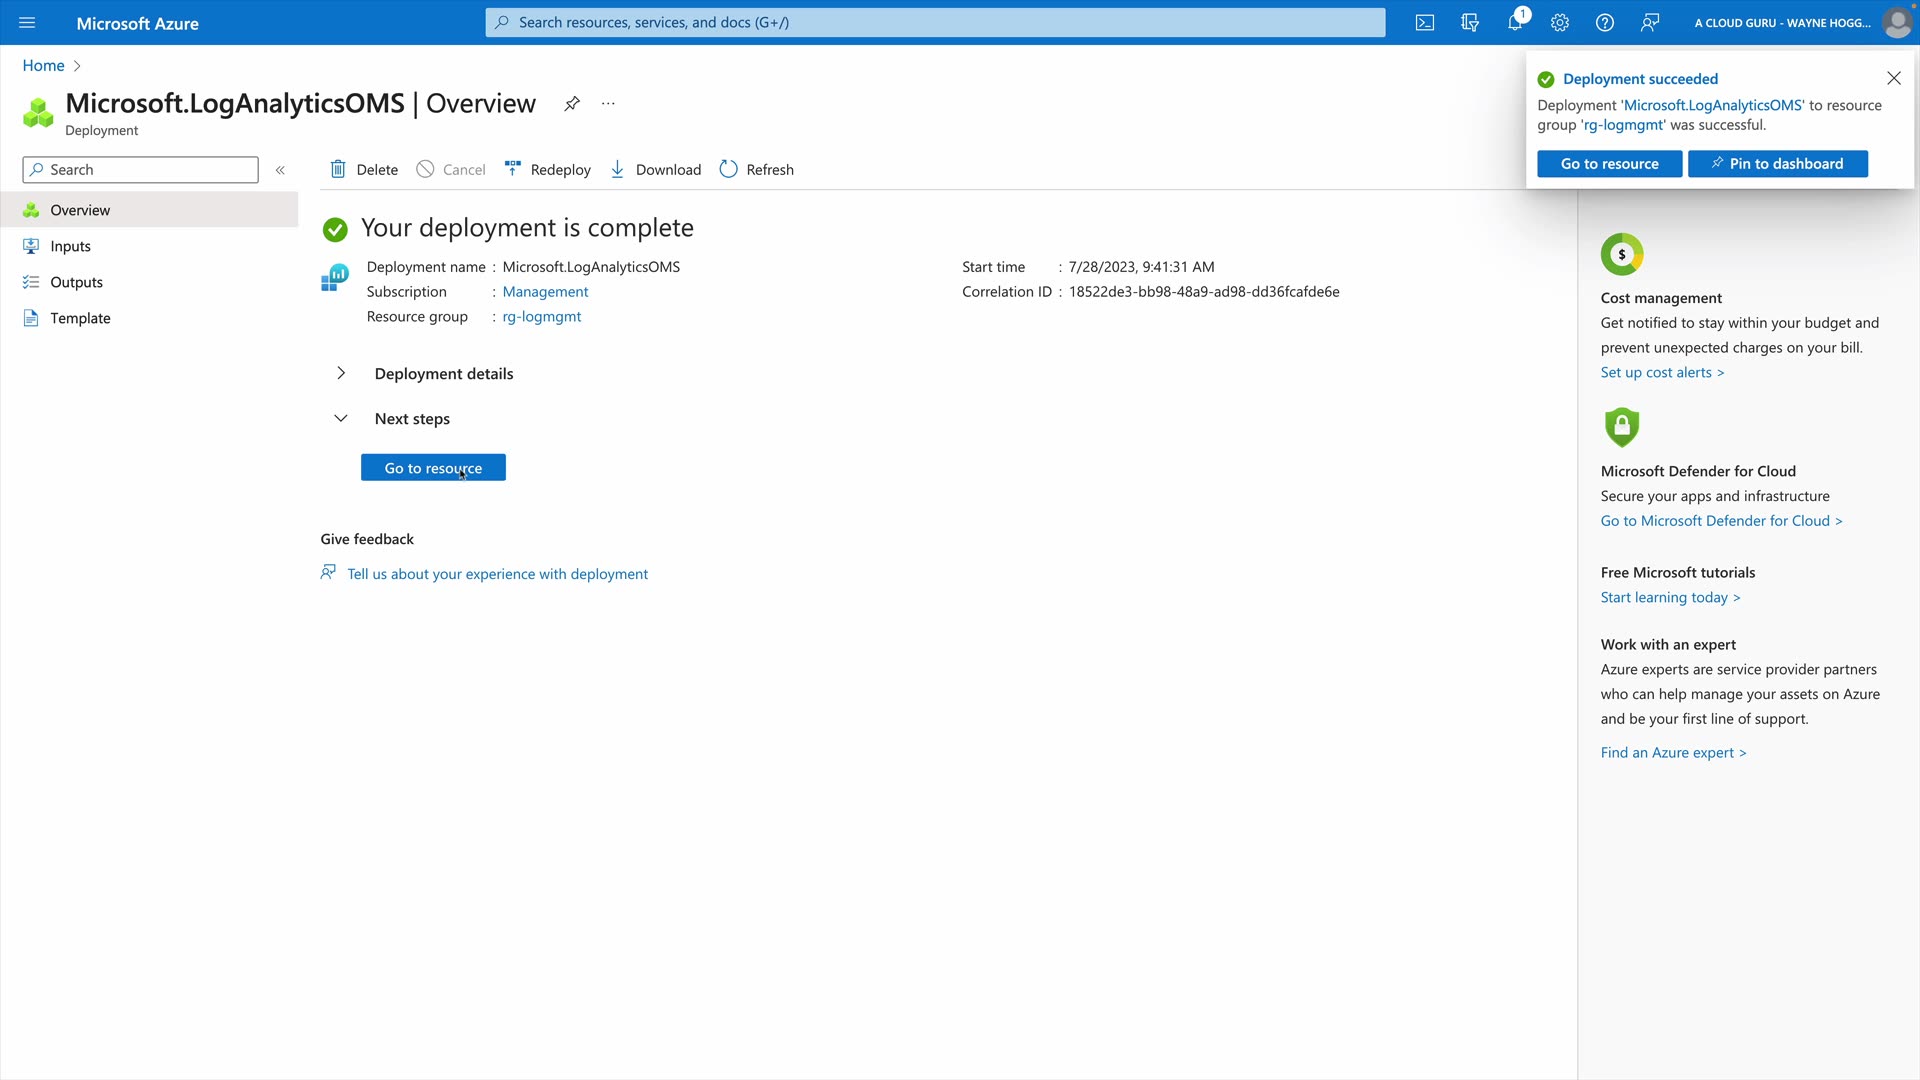 Microsoft Azure
Search resources, services, and docs (G+/)
1
A CLOUD GURU - WAYNE HOGG...
Home
Microsoft.LogAnalyticsOMS | Overview
...
Deployment
Deployment succeeded
Deployment 'Microsoft.LogAnalyticsOMS' to resource
group 'rg-logmgmt' was successful.
Go to resource
Pin to dashboard
Search
«
Delete
Cancel
Redeploy
Download
Refresh
Overview
Inputs
Outputs
Template
Your deployment is complete
Deployment name : Microsoft.LogAnalyticsOMS
Subscription : Management
Resource group : rg-logmgmt
Start time : 7/28/2023, 9:41:31 AM
Correlation ID : 18522de3-bb98-48a9-ad98-dd36fcafde6e
Deployment details
Next steps
Go to resource
Give feedback
Tell us about your experience with deployment
$
Cost management
Get notified to stay within your budget and
prevent unexpected charges on your bill.
Set up cost alerts >
Microsoft Defender for Cloud
Secure your apps and infrastructure
Go to Microsoft Defender for Cloud >
Free Microsoft tutorials
Start learning today >
Work with an expert
Azure experts are service provider partners
who can help manage your assets on Azure
and be your first line of support.
Find an Azure expert >